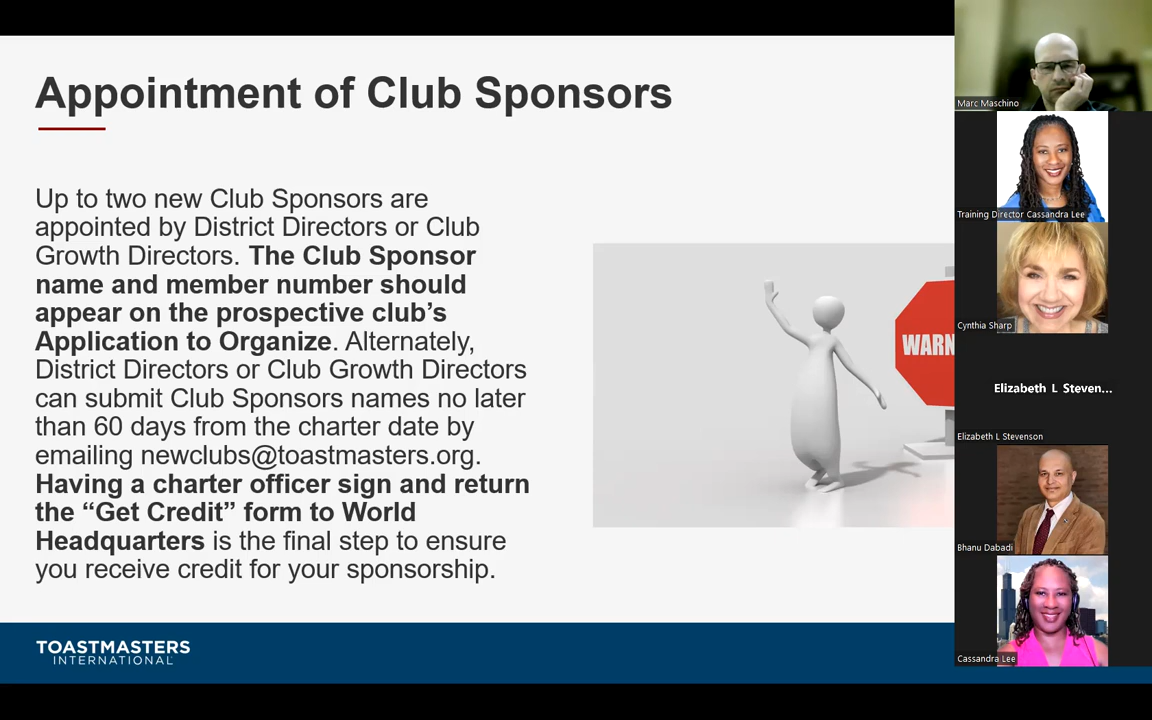 Appointment of Club Sponsors
Up to two new Club Sponsors are
appointed by District Directors or Club
Growth Directors. The Club Sponsor
name and member number should
appear on the prospective club’s
Application to Organize. Alternately,
District Directors or Club Growth Directors
can submit Club Sponsors names no later
than 60 days from the charter date by
emailing newclubs@toastmasters.org.
Having a charter officer sign and return
the “Get Credit” form to World
Headquarters is the final step to ensure
you receive credit for your sponsorship.
WARN
TOASTMASTERS
INTERNATIONAL
Marc Maschino
Training Director Cassandra Lee
Cynthia Sharp
Elizabeth L Steven...
Elizabeth L Stevenson
Bhanu Dabadi
Cassandra Lee